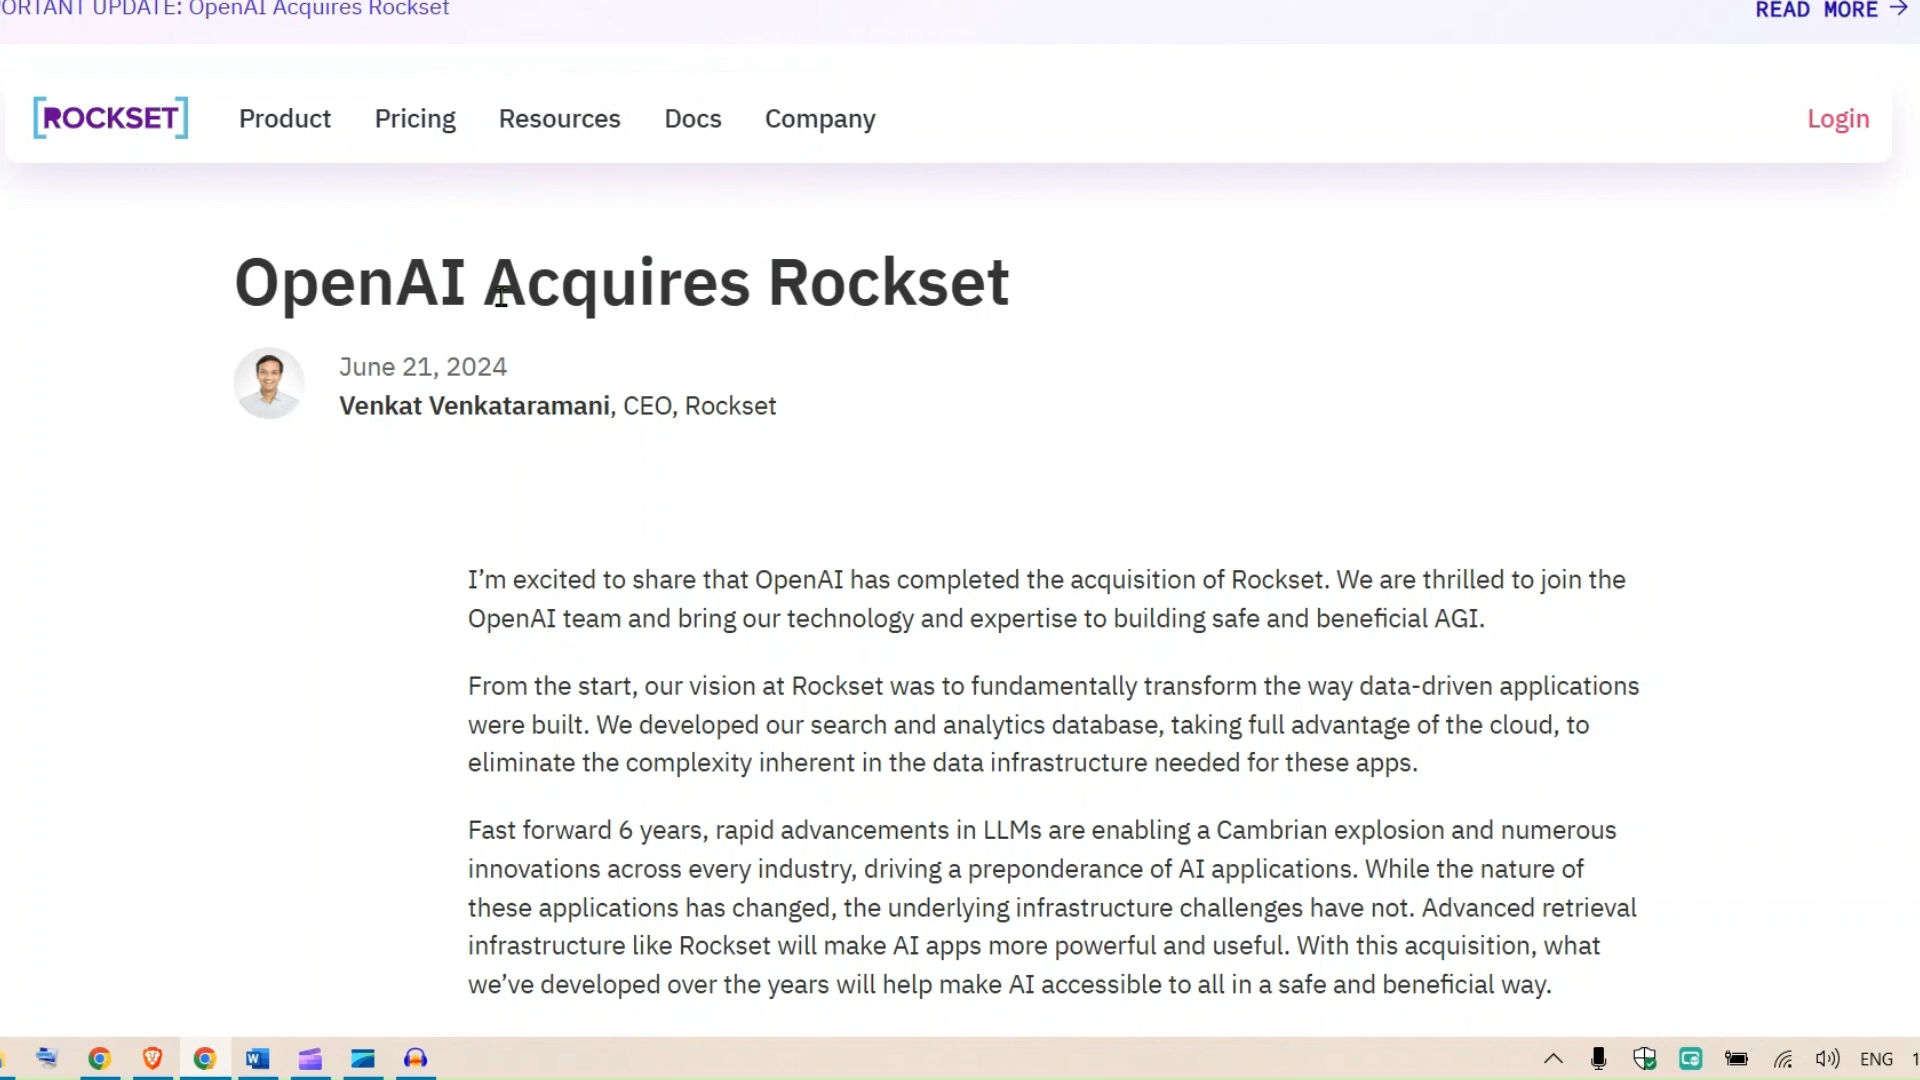 ORTANT UPDATE: OpenAI Acquires Rockset
READ MORE →
[ROCKSET]
Product
Pricing
Resources
Docs
Company
Login
OpenAI Acquires Rockset
June 21, 2024
Venkat Venkataramani, CEO, Rockset
I’m excited to share that OpenAI has completed the acquisition of Rockset. We are thrilled to join the
OpenAI team and bring our technology and expertise to building safe and beneficial AGI.
From the start, our vision at Rockset was to fundamentally transform the way data-driven applications
were built. We developed our search and analytics database, taking full advantage of the cloud, to
eliminate the complexity inherent in the data infrastructure needed for these apps.
Fast forward 6 years, rapid advancements in LLMs are enabling a Cambrian explosion and numerous
innovations across every industry, driving a preponderance of AI applications. While the nature of
these applications has changed, the underlying infrastructure challenges have not. Advanced retrieval
infrastructure like Rockset will make AI apps more powerful and useful. With this acquisition, what
we’ve developed over the years will help make AI accessible to all in a safe and beneficial way.
ENG